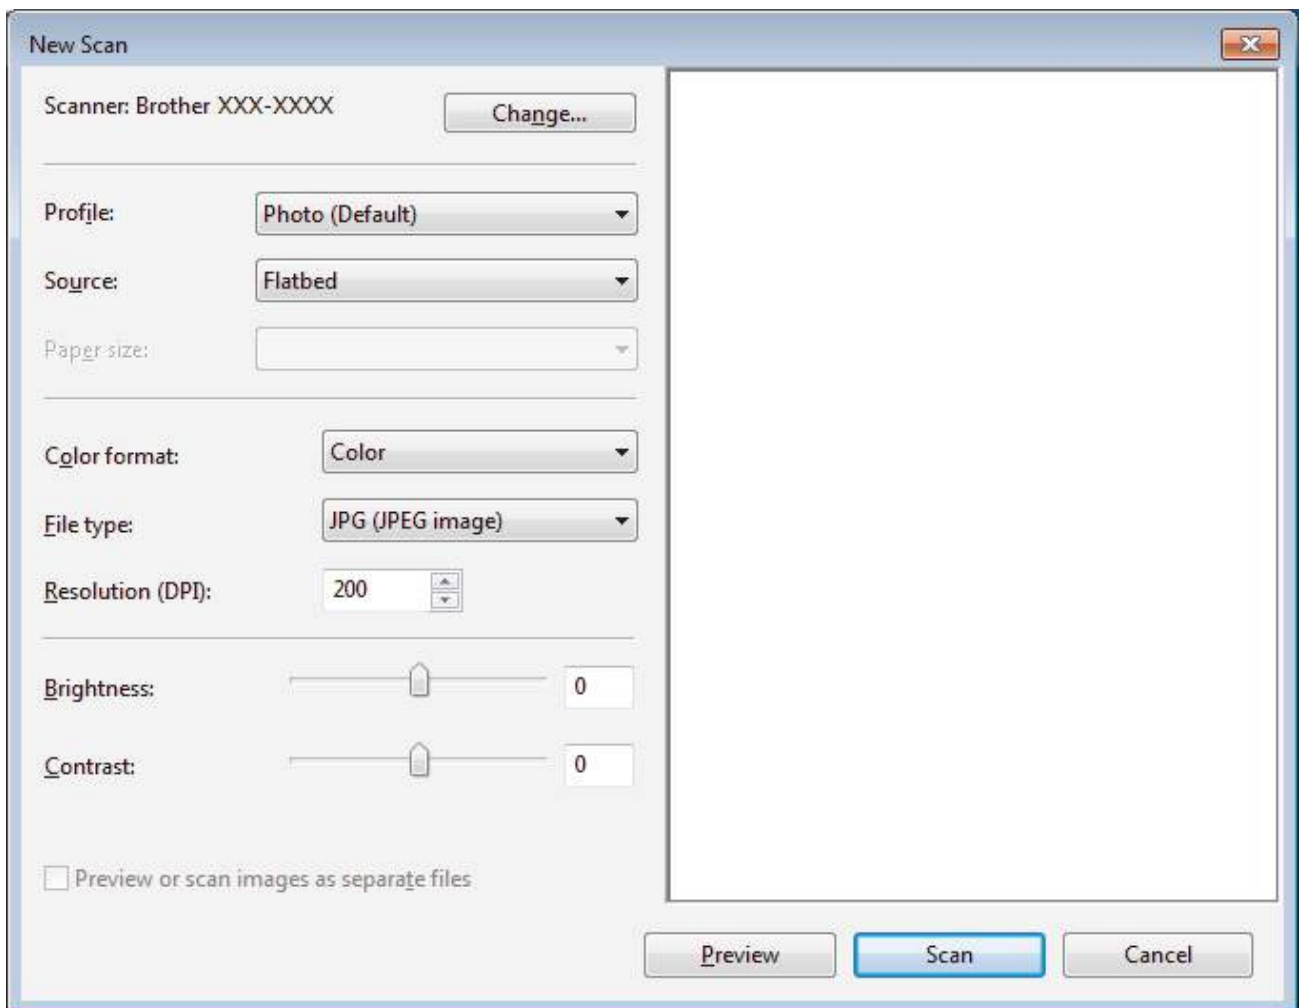 New Scan
Scanner: Brother XXX-XXXX
Change...
Profile:
Photo (Default)
Source:
Flatbed
Paper size:
Color format:
Color
File type:
JPG (JPEG image)
Resolution (DPI):
200
Brightness:
0
Contrast:
0
Preview or scan images as separate files
Preview
Scan
Cancel